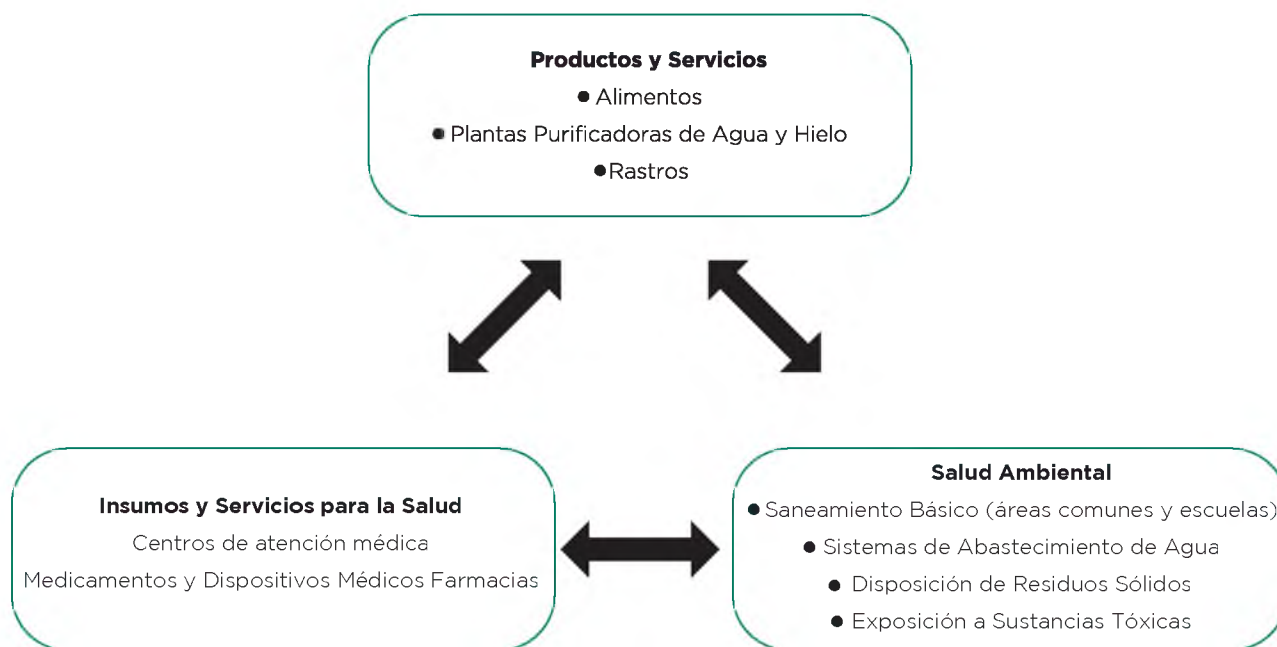 Productos y Servicios
● Alimentos
● Plantas Purificadoras de Agua y Hielo
● Rastros
Insumos y Servicios para la Salud
Centros de atención médica
Medicamentos y Dispositivos Médicos Farmacias
Salud Ambiental
● Saneamiento Básico (áreas comunes y escuelas)
● Sistemas de Abastecimiento de Agua
● Disposición de Residuos Sólidos
● Exposición a Sustancias Tóxicas